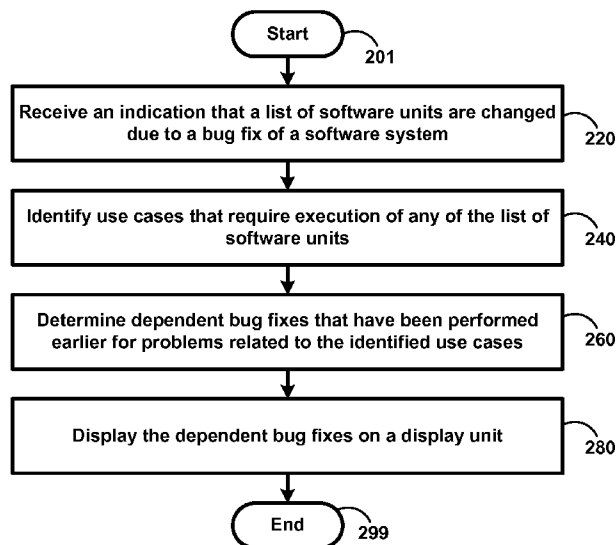 Start
201
Receive an indication that a list of software units are changed
due to a bug fix of a software system
220
Identify use cases that require execution of any of the list of
software units
240
Determine dependent bug fixes that have been performed
earlier for problems related to the identified use cases
260
Display the dependent bug fixes on a display unit
280
End
299